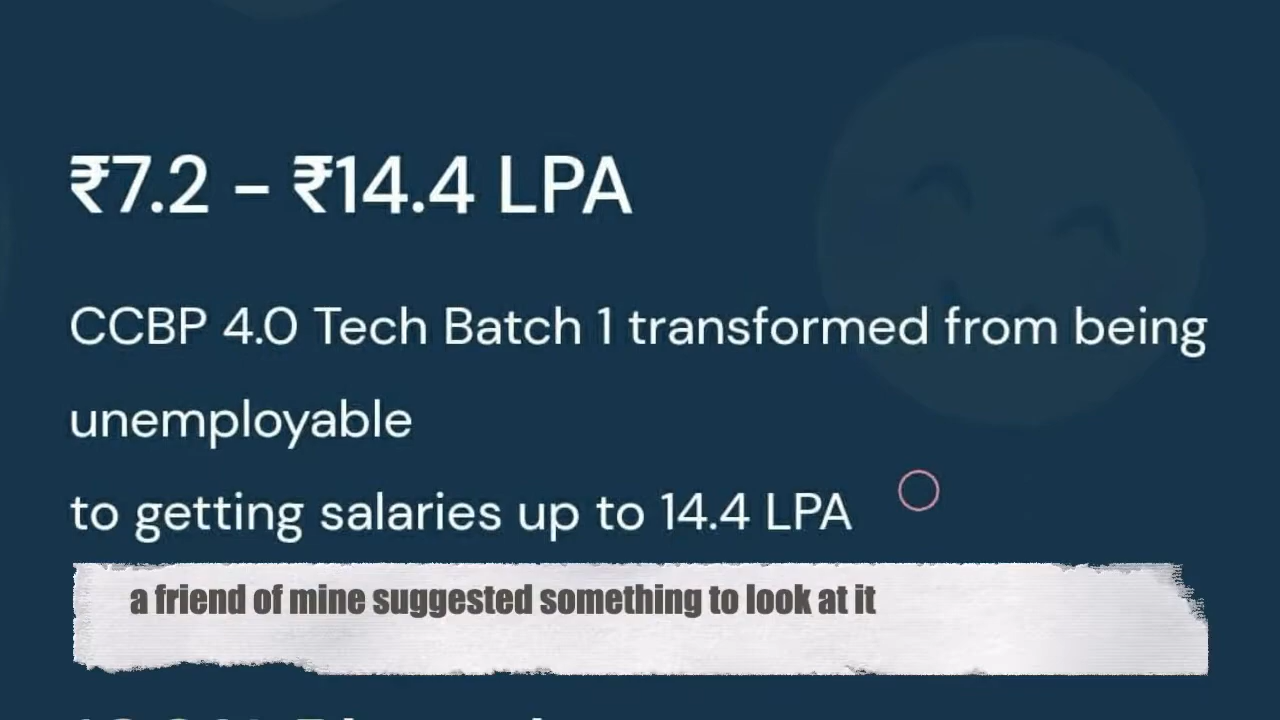 ₹7.2 – ₹14.4 LPA
CCBP 4.0 Tech Batch 1 transformed from being
unemployable
to getting salaries up to 14.4 LPA
a friend of mine suggested something to look at it